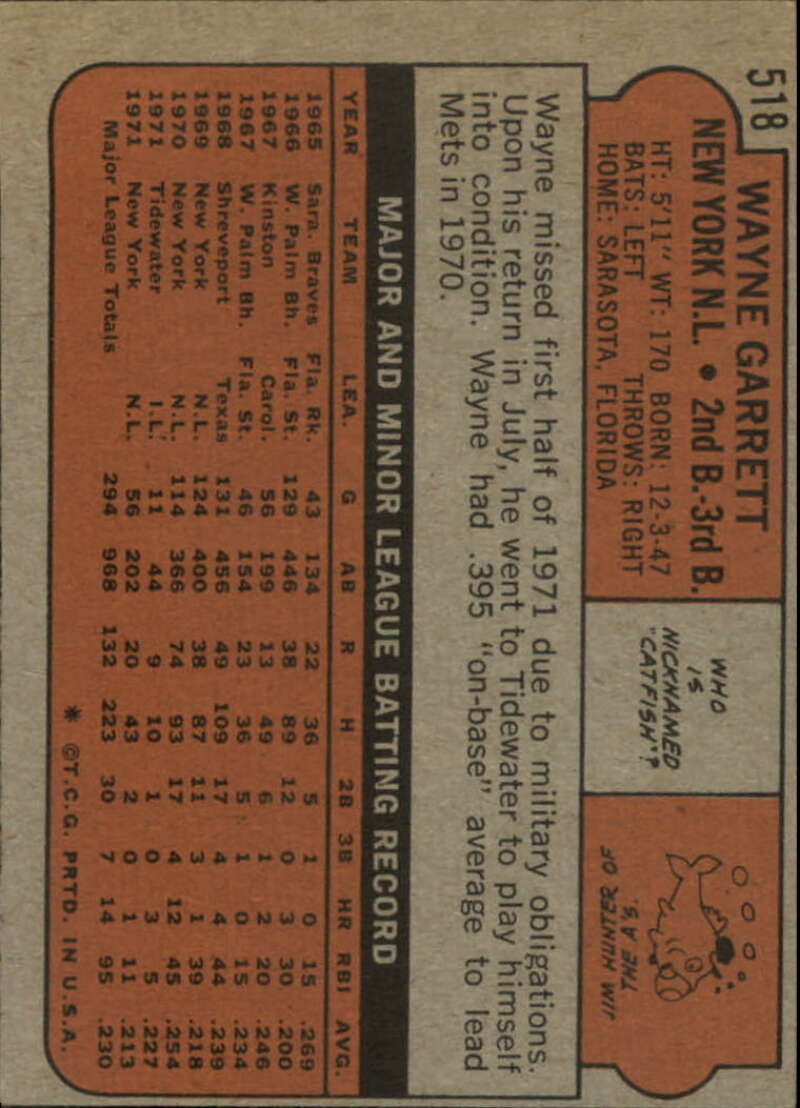 518
WAYNE GARRETT
NEW YORK N.L. • 2nd B.-3rd B.
HT: 5'11" WT: 170 BORN: 12-3-47
BATS: LEFT THROWS: RIGHT
HOME: SARASOTA, FLORIDA
WHO
IS
NICKNAMED
"CATFISH"?
JIM HUNTER OF
THE A'S.
Wayne missed first half of 1971 due to military obligations.
Upon his return in July, he went to Tidewater to play himself
into condition. Wayne had .395 "on-base" average to lead
Mets in 1970.
MAJOR AND MINOR LEAGUE BATTING RECORD
YEAR TEAM LEA. G AB R H 2B 3B HR RBI AVG.
1965 Sara. Braves Fla. Rk. 43 134 22 36 5 1 0 15 .269
1966 W. Palm Bh. Fla. St. 129 446 38 89 12 0 3 30 .200
1967 Kinston Carol. 56 199 13 49 6 1 2 20 .246
1967 W. Palm Bh. Fla. St. 46 154 23 36 5 1 0 15 .234
1968 Shreveport Texas 131 456 49 109 17 4 4 44 .239
1969 New York N.L. 124 400 38 87 11 3 1 39 .218
1970 New York N.L. 114 366 74 93 17 4 12 45 .254
1971 Tidewater I.L. 11 44 9 10 1 0 3 5 .227
1971 New York N.L. 56 202 20 43 2 0 1 11 .213
Major League Totals 294 968 132 223 30 7 14 95 .230
* ©T.C.G. PRTD. IN U.S.A.